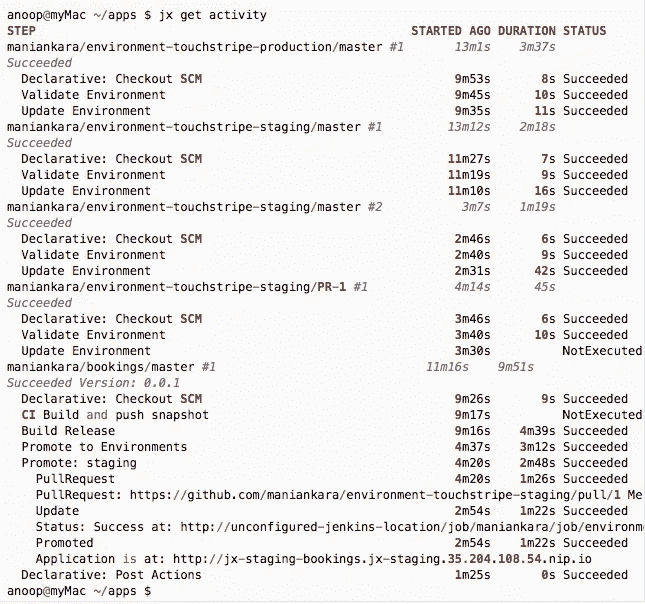 anoop@myMac ~/apps $ jx get activity
STEP STARTED AGO DURATION STATUS
maniankara/environment-touchstripe-production/master #1 13m1s 3m37s
Succeeded
Declarative: Checkout SCM 9m53s 8s Succeeded
Validate Environment 9m45s 10s Succeeded
Update Environment 9m35s 11s Succeeded
maniankara/environment-touchstripe-staging/master #1 13m12s 2m18s
Succeeded
Declarative: Checkout SCM 11m27s 7s Succeeded
Validate Environment 11m19s 9s Succeeded
Update Environment 11m10s 16s Succeeded
maniankara/environment-touchstripe-staging/master #2 3m7s 1m19s
Succeeded
Declarative: Checkout SCM 2m46s 6s Succeeded
Validate Environment 2m40s 9s Succeeded
Update Environment 2m31s 42s Succeeded
maniankara/environment-touchstripe-staging/PR-1 #1 4m14s 45s
Succeeded
Declarative: Checkout SCM 3m46s 6s Succeeded
Validate Environment 3m40s 10s Succeeded
Update Environment 3m30s NotExecuted
maniankara/bookings/master #1 11m16s 9m51s
Succeeded Version: 0.0.1
Declarative: Checkout SCM 9m26s 9s Succeeded
CI Build and push snapshot 9m17s NotExecuted
Build Release 9m16s 4m39s Succeeded
Promote to Environments 4m37s 3m12s Succeeded
Promote: staging 4m20s 2m48s Succeeded
PullRequest 4m20s 1m26s Succeeded
PullRequest: https://github.com/maniankara/environment-touchstripe-staging/pull/1 Me
Update 2m54s 1m22s Succeeded
Status: Success at: http://unconfigured-jenkins-location/job/maniankara/job/environm
Promoted 2m54s 1m22s Succeeded
Application is at: http://jx-staging-bookings.jx-staging.35.204.108.54.nip.io
Declarative: Post Actions 1m25s 0s Succeeded
anoop@myMac ~/apps $